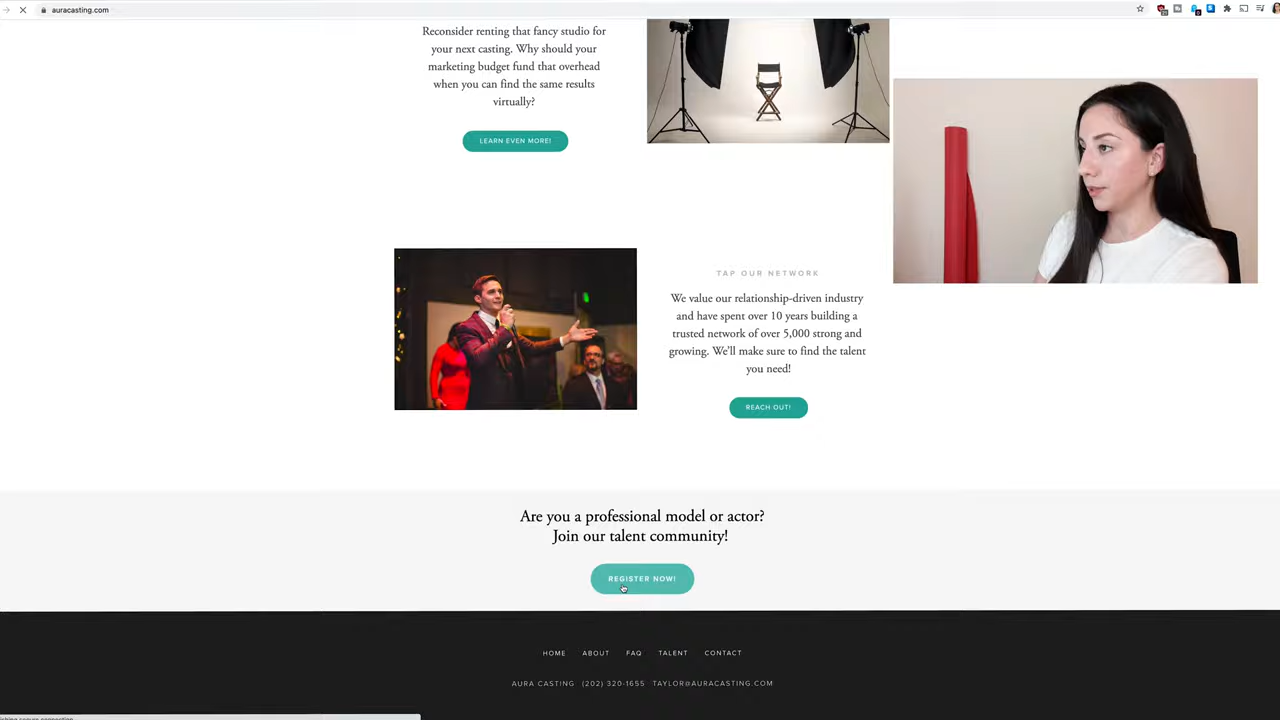 auracasting.com
Reconsider renting that fancy studio for
your next casting. Why should your
marketing budget fund that overhead
when you can find the same results
virtually?
LEARN EVEN MORE!
TAP OUR NETWORK
We value our relationship-driven industry
and have spent over 10 years building a
trusted network of over 5,000 strong and
growing. We'll make sure to find the talent
you need!
REACH OUT!
Are you a professional model or actor?
Join our talent community!
REGISTER NOW!
HOME ABOUT FAQ TALENT CONTACT
AURA CASTING (202) 320-1655 TAYLOR@AURACASTING.COM